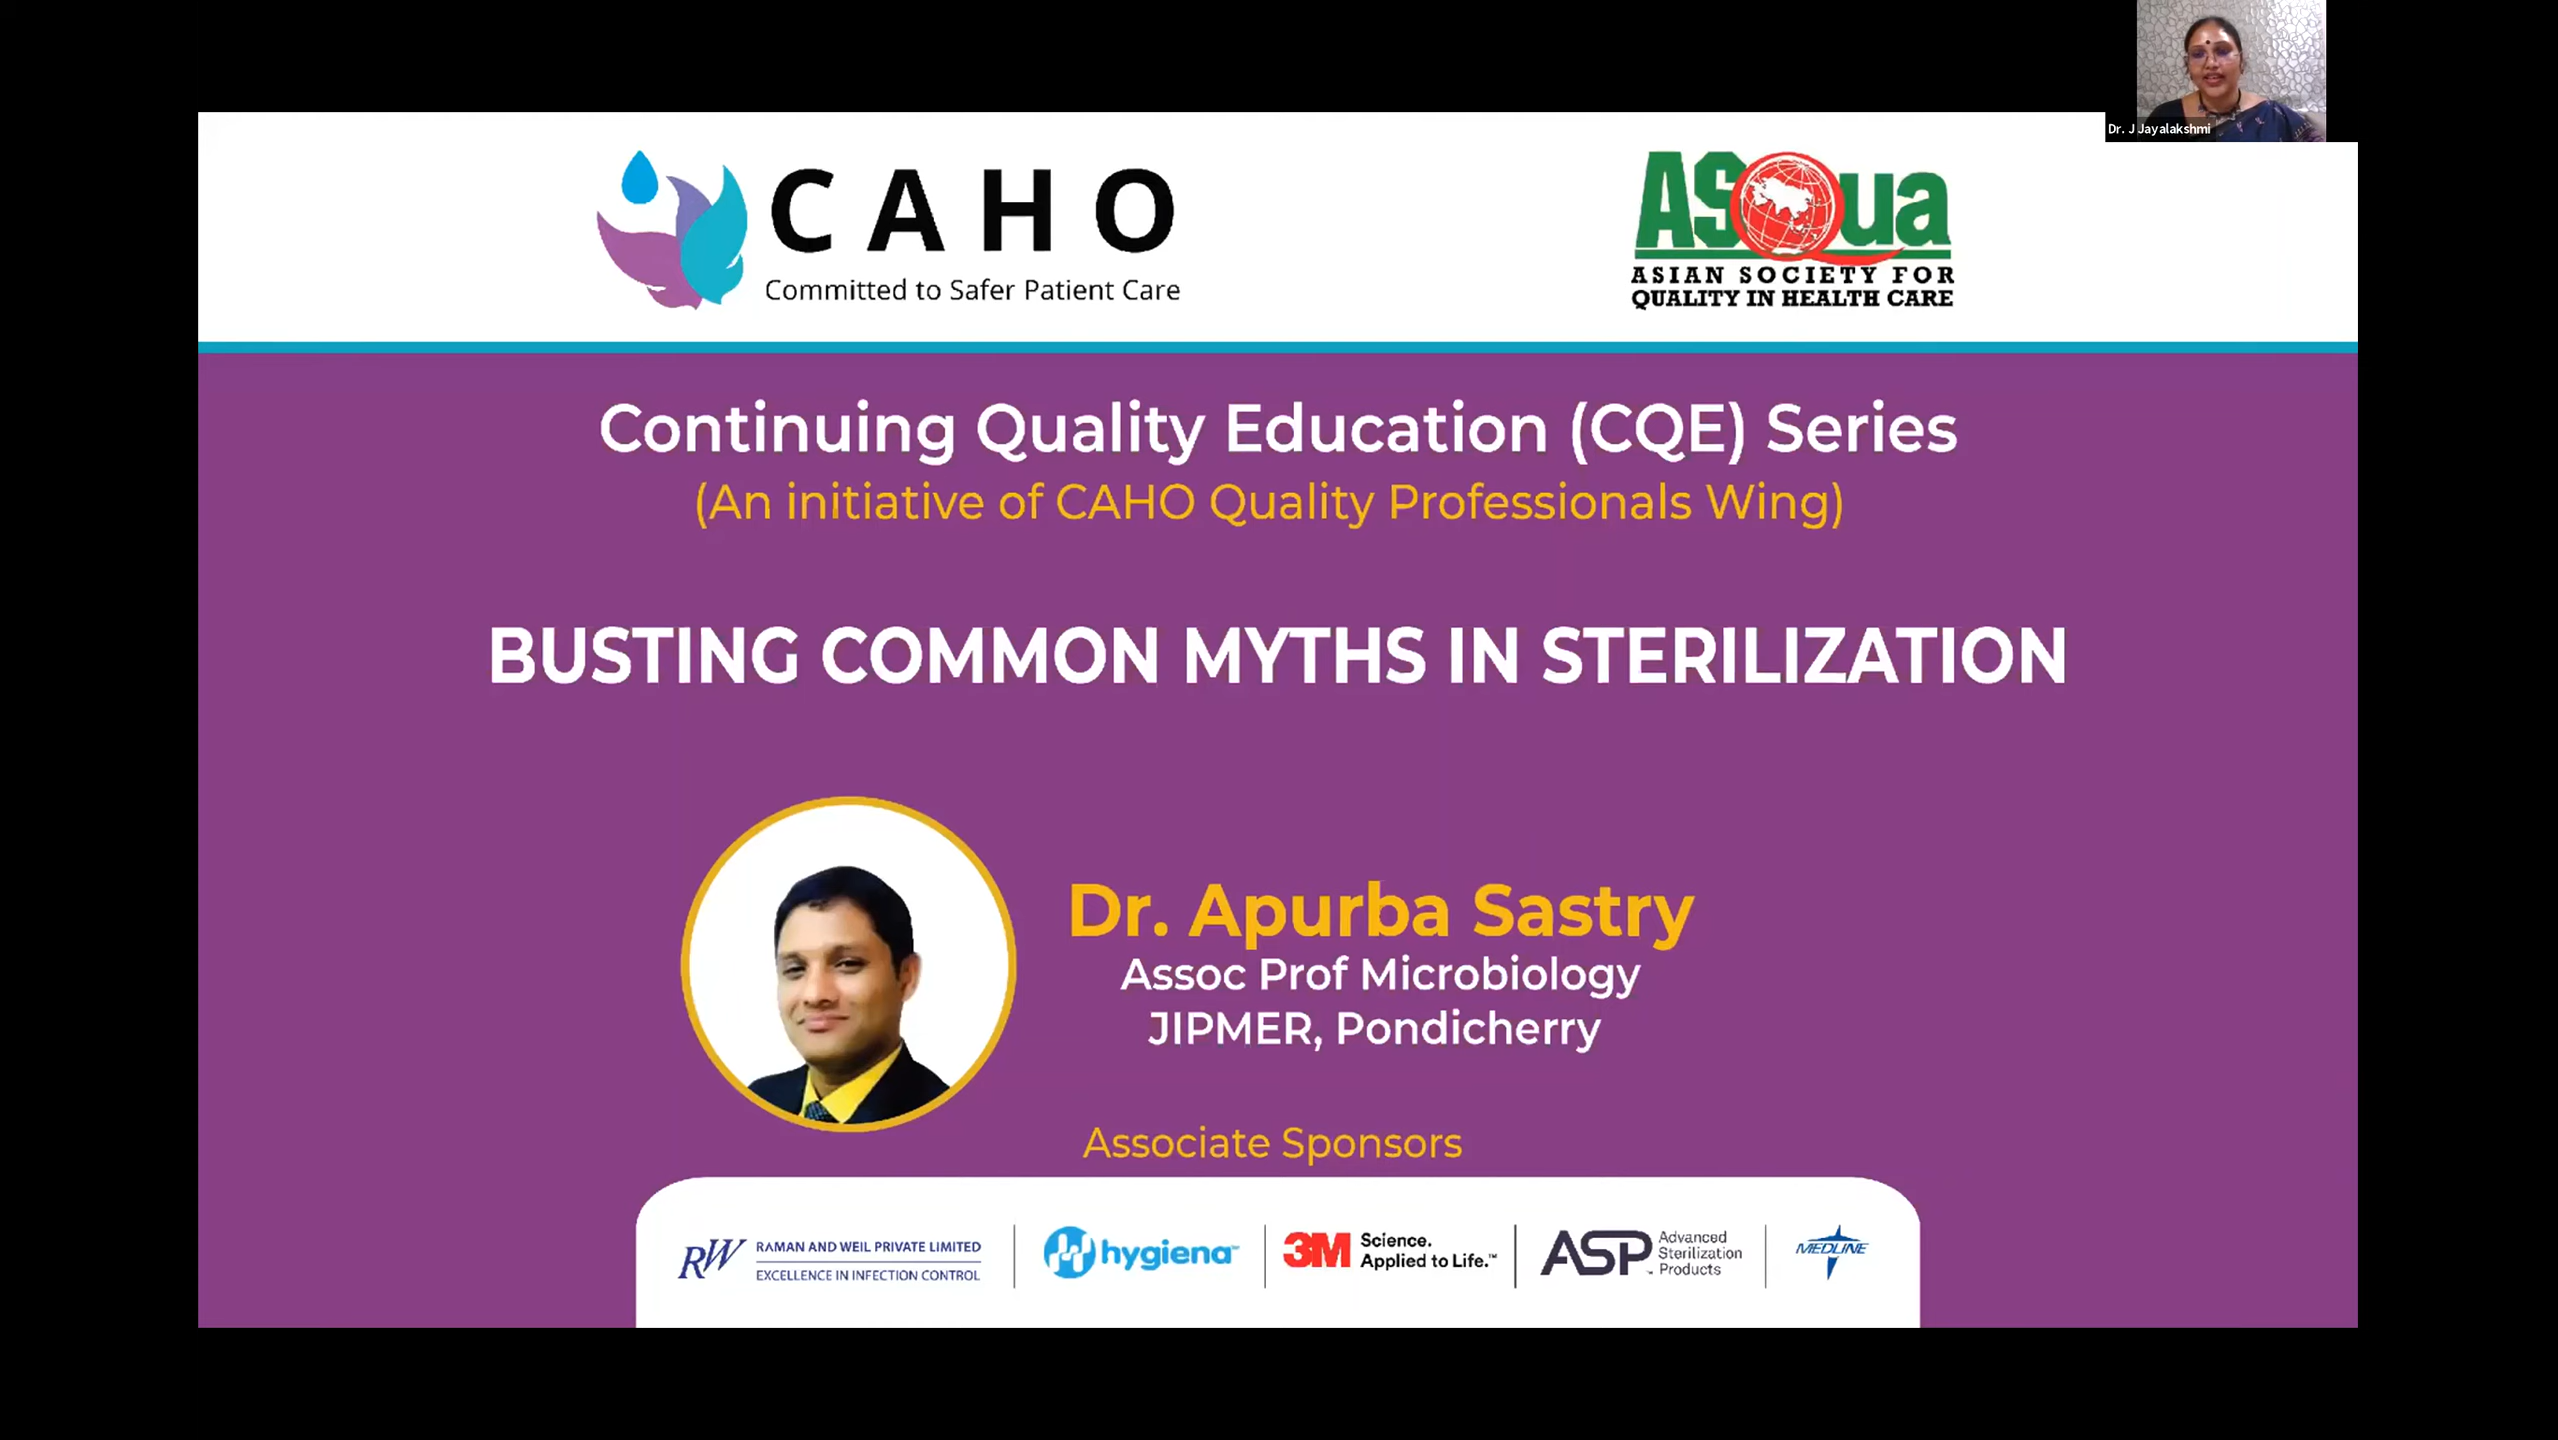 Dr. J Jayalakshmi
CAHO
Committed to Safer Patient Care
ASQua
ASIAN SOCIETY FOR
QUALITY IN HEALTH CARE
Continuing Quality Education (CQE) Series
(An initiative of CAHO Quality Professionals Wing)
BUSTING COMMON MYTHS IN STERILIZATION
Dr. Apurba Sastry
Assoc Prof Microbiology
JIPMER, Pondicherry
Associate Sponsors
RW
RAMAN AND WEIL PRIVATE LIMITED
EXCELLENCE IN INFECTION CONTROL
hygiena™
3M
Science.
Applied to Life.™
ASP™
Advanced
Sterilization
Products
MEDLINE